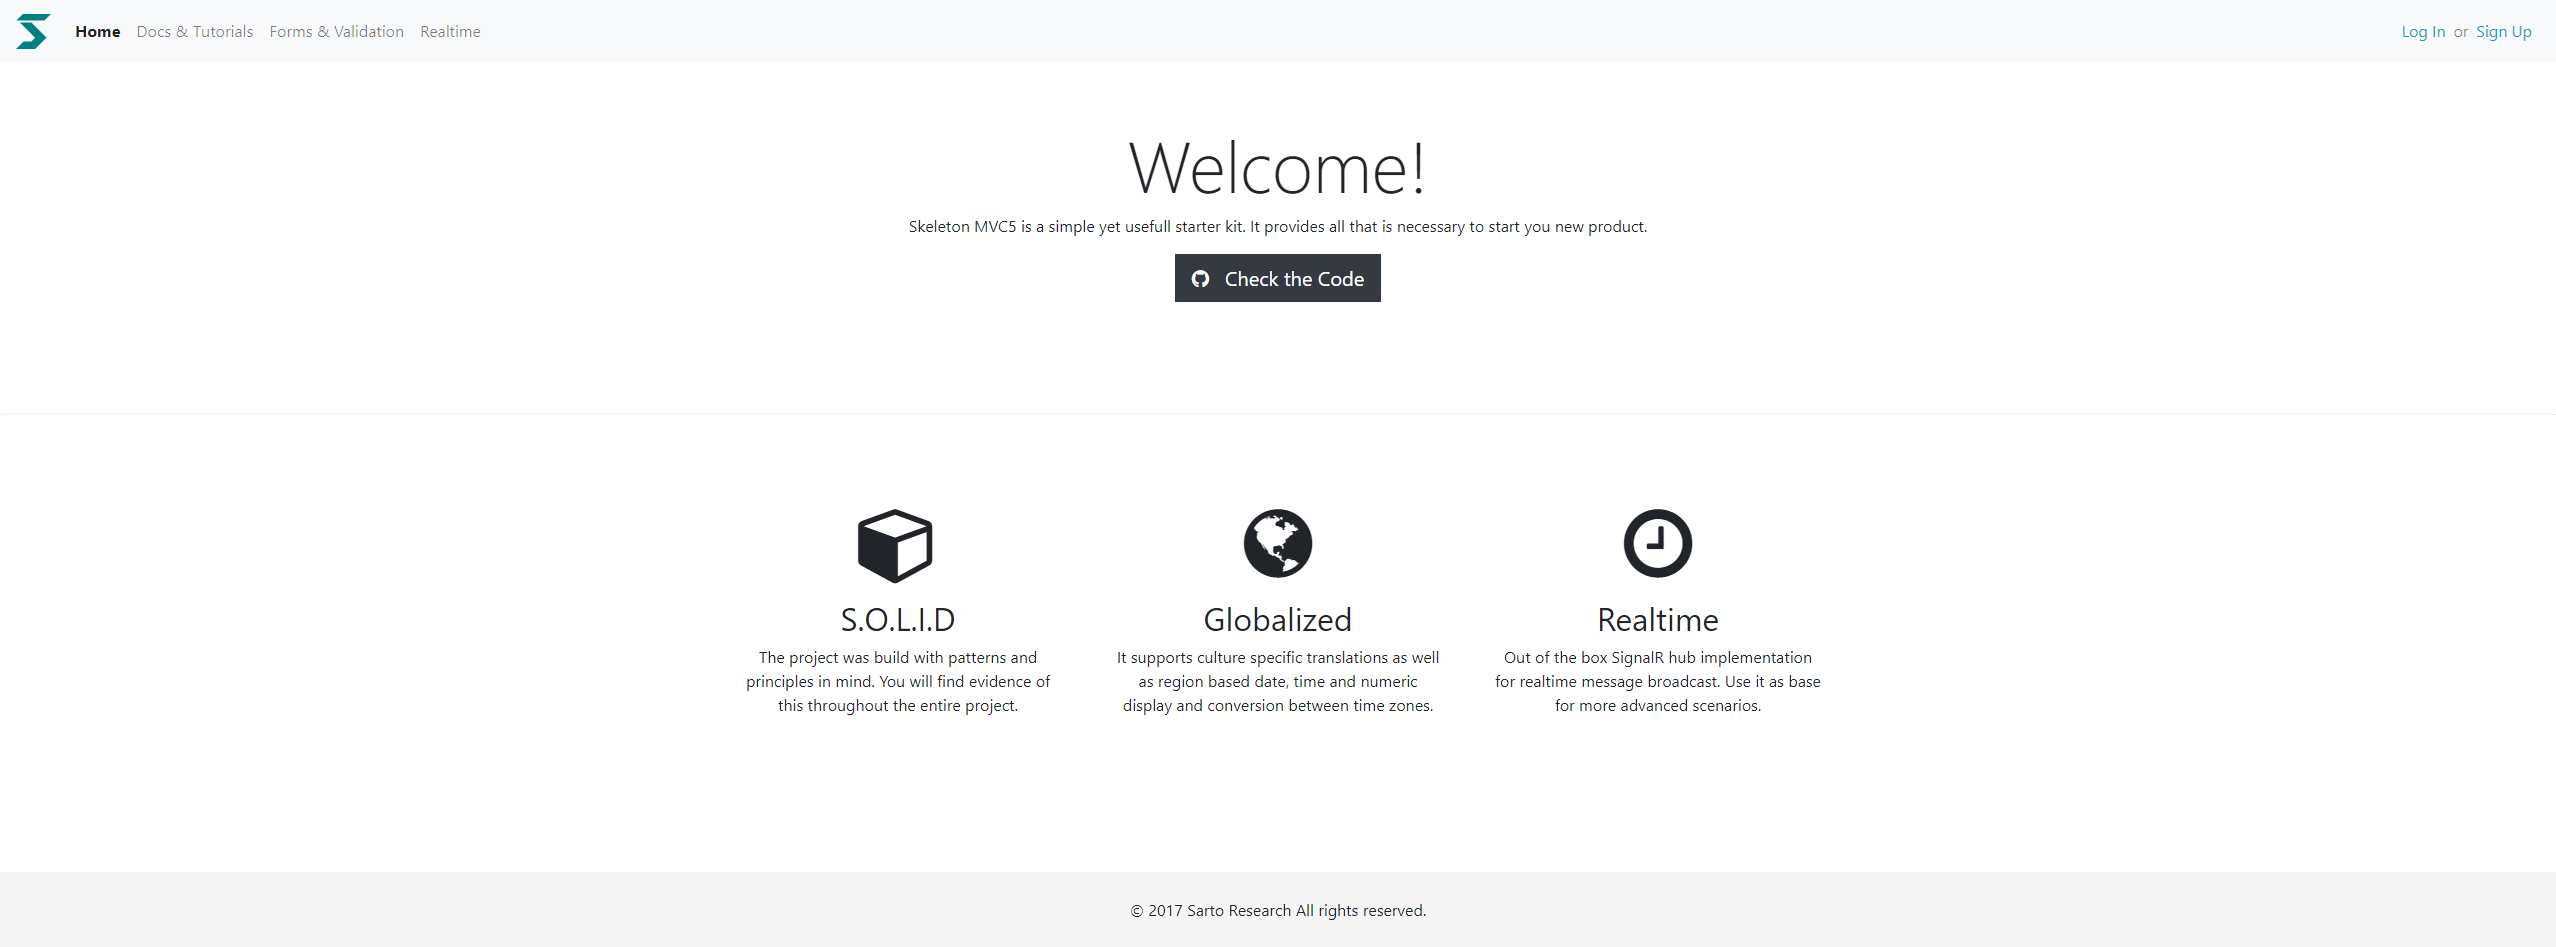 Home Docs & Tutorials Forms & Validation Realtime Log In or Sign Up
Welcome!
Skeleton MVC5 is a simple yet usefull starter kit. It provides all that is necessary to start you new product.
Check the Code
S.O.L.I.D
The project was build with patterns and
principles in mind. You will find evidence of
this throughout the entire project.
Globalized
It supports culture specific translations as well
as region based date, time and numeric
display and conversion between time zones.
Realtime
Out of the box SignalR hub implementation
for realtime message broadcast. Use it as base
for more advanced scenarios.
© 2017 Sarto Research All rights reserved.